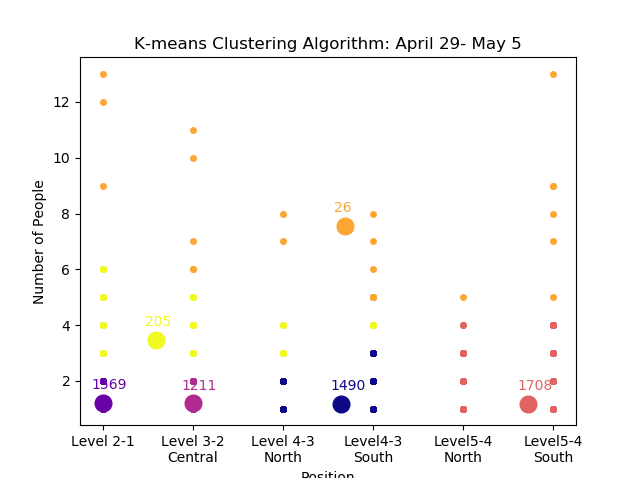 K-means Clustering Algorithm: April 29- May 5
Number of People
12
10
8
6
4
2
26
205
1569
1211
1490
1708
Level 2-1
Level 3-2
Central
Level 4-3
North
Level4-3
South
Level5-4
North
Level5-4
South
Position